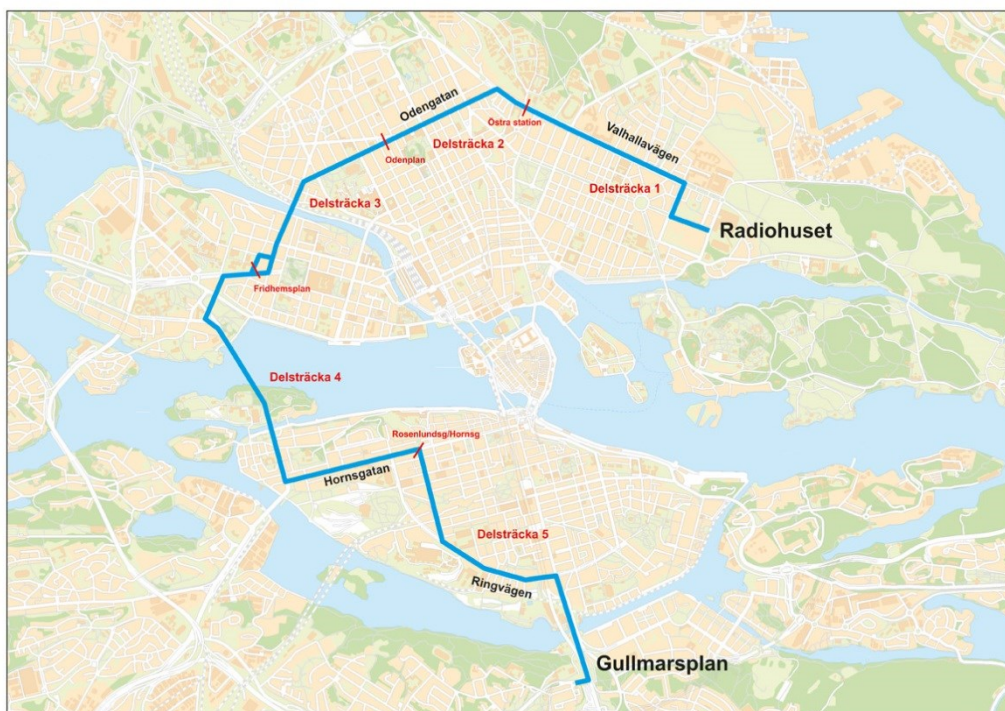 Odengatan
Östra station
Valhallavägen
Odenplan
Delsträcka 2
Delsträcka 1
Delsträcka 3
Radiohuset
Fridhemsplan
Delsträcka 4
Rosenlundsg/Hornsg
Hornsgatan
Delsträcka 5
Ringvägen
Gullmarsplan